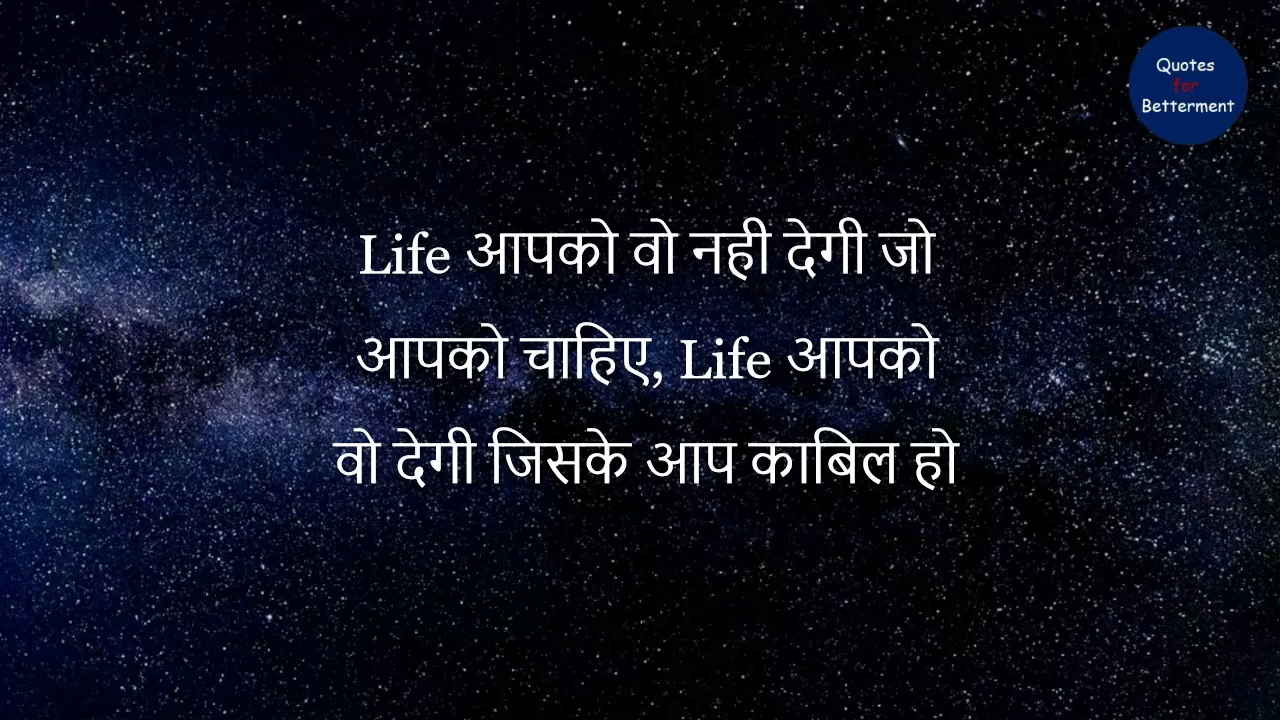 Quotes
for
Betterment
Life आपको वो नही देगी जो
आपको चाहिए, Life आपको
वो देगी जिसके आप काबिल हो